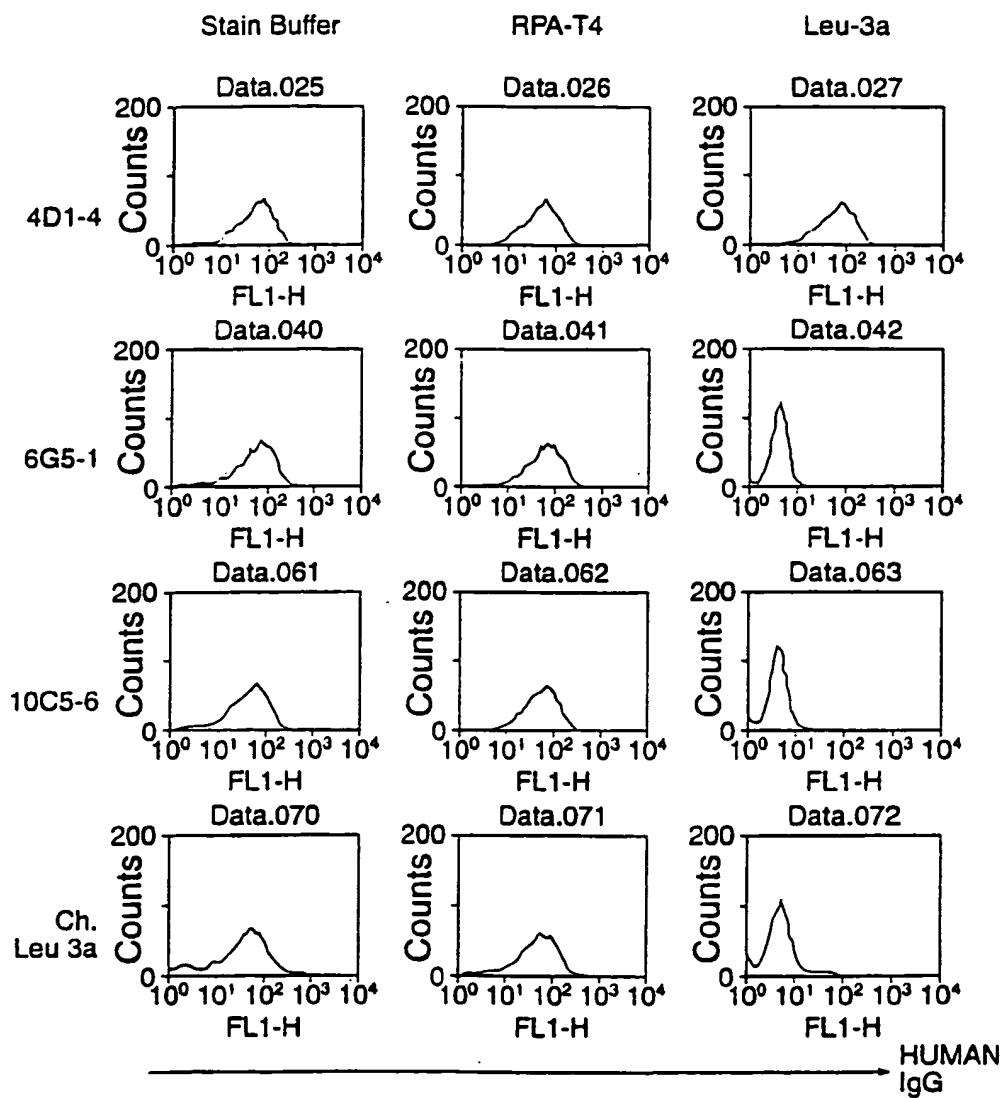 Stain Buffer RPA-T4 Leu-3a
Data.025 Data.026 Data.027
200 200 200
Counts Counts Counts
4D1-4
0 0 0
10⁰ 10¹ 10² 10³ 10⁴ 10⁰ 10¹ 10² 10³ 10⁴ 10⁰ 10¹ 10² 10³ 10⁴
FL1-H FL1-H FL1-H
Data.040 Data.041 Data.042
200 200 200
Counts Counts Counts
6G5-1
0 0 0
10⁰ 10¹ 10² 10³ 10⁴ 10⁰ 10¹ 10² 10³ 10⁴ 10⁰ 10¹ 10² 10³ 10⁴
FL1-H FL1-H FL1-H
Data.061 Data.062 Data.063
200 200 200
Counts Counts Counts
10C5-6
0 0 0
10⁰ 10¹ 10² 10³ 10⁴ 10⁰ 10¹ 10² 10³ 10⁴ 10⁰ 10¹ 10² 10³ 10⁴
FL1-H FL1-H FL1-H
Data.070 Data.071 Data.072
200 200 200
Counts Counts Counts
Ch.
Leu 3a
0 0 0
10⁰ 10¹ 10² 10³ 10⁴ 10⁰ 10¹ 10² 10³ 10⁴ 10⁰ 10¹ 10² 10³ 10⁴
FL1-H FL1-H FL1-H
HUMAN
IgG